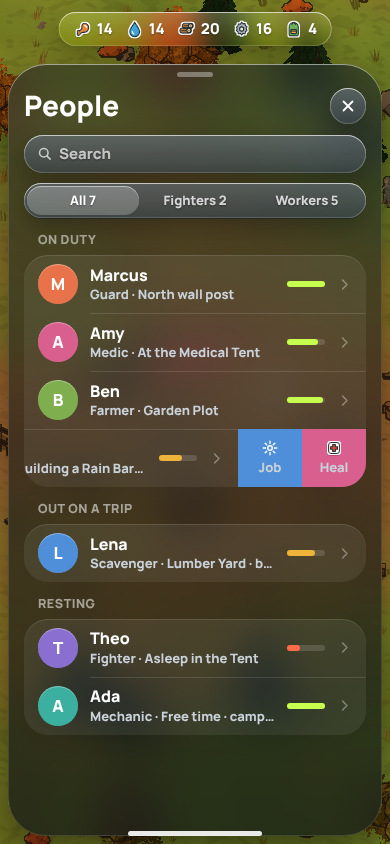 14 14 20 16 4
People
Search
All 7 Fighters 2 Workers 5
ON DUTY
M Marcus
Guard · North wall post
A Amy
Medic · At the Medical Tent
B Ben
Farmer · Garden Plot
uilding a Rain Bar…
Job Heal
OUT ON A TRIP
L Lena
Scavenger · Lumber Yard · b…
RESTING
T Theo
Fighter · Asleep in the Tent
A Ada
Mechanic · Free time · camp…